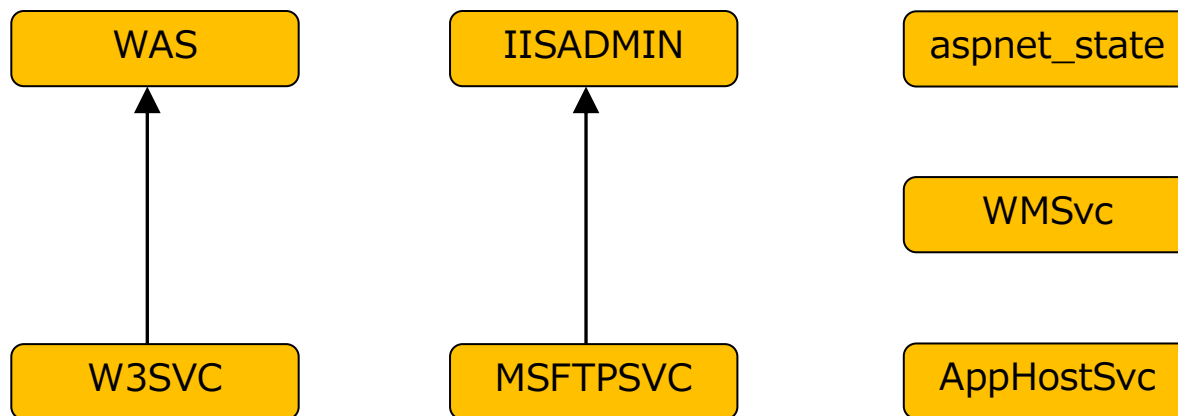 WAS
IISADMIN
aspnet_state
WMSvc
W3SVC
MSFTPSVC
AppHostSvc